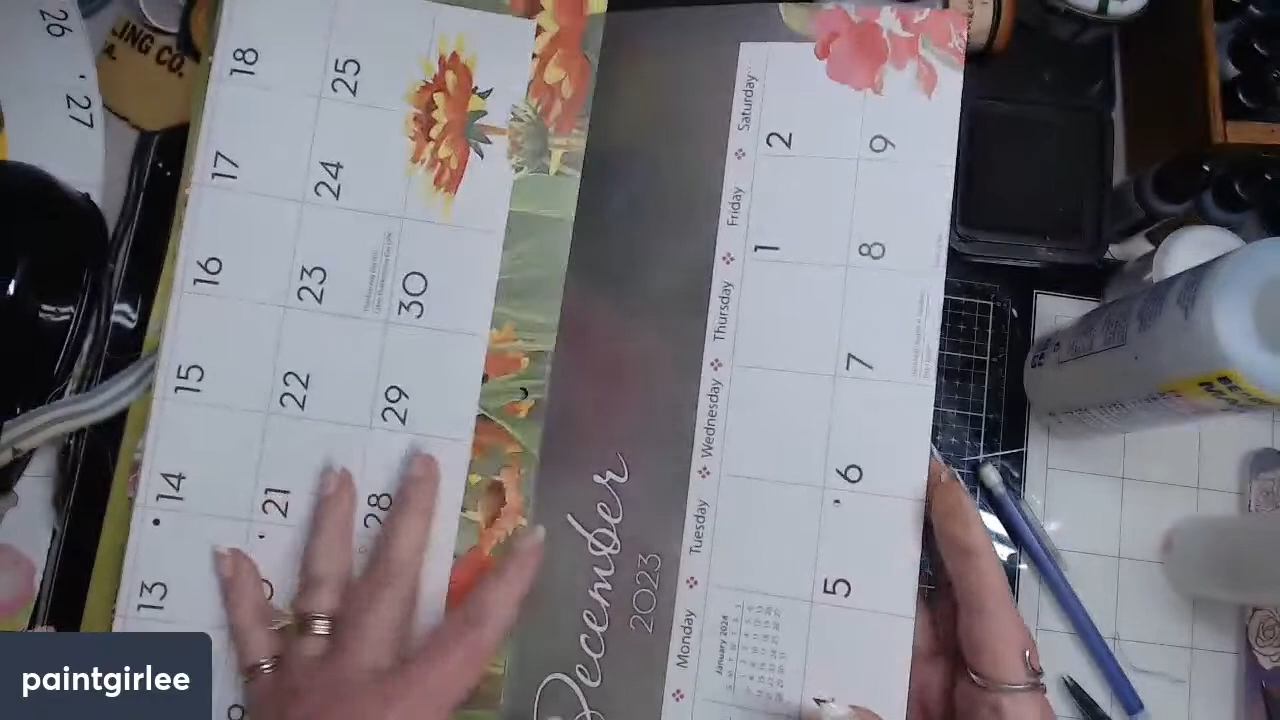 26
27
LING CO.
18
25
17
24
16
23
30
15
22
29
14
21
28
13
December
2023
Saturday
Friday
Thursday
Wednesday
Tuesday
Monday
2
9
1
8
7
6
5
January 2024
paintgirlee